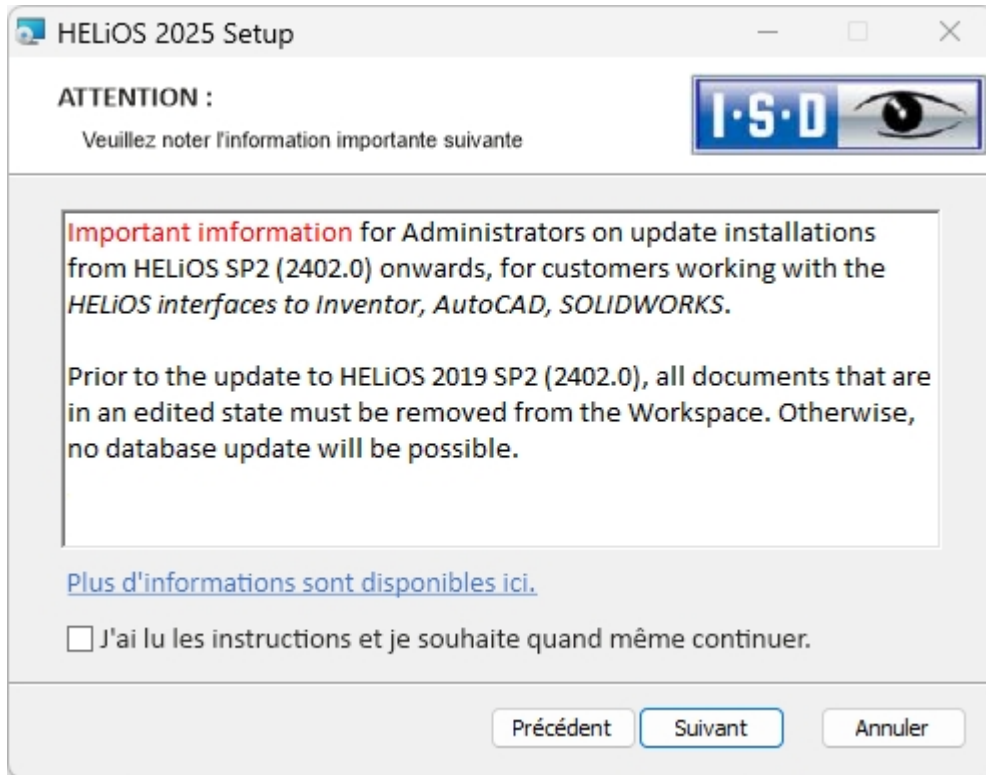 HELiOS 2025 Setup
ATTENTION :
Veuillez noter l'information importante suivante
I·S·D
Important imformation for Administrators on update installations
from HELiOS SP2 (2402.0) onwards, for customers working with the
HELiOS interfaces to Inventor, AutoCAD, SOLIDWORKS.
Prior to the update to HELiOS 2019 SP2 (2402.0), all documents that are
in an edited state must be removed from the Workspace. Otherwise,
no database update will be possible.
Plus d'informations sont disponibles ici.
J'ai lu les instructions et je souhaite quand même continuer.
Précédent Suivant Annuler